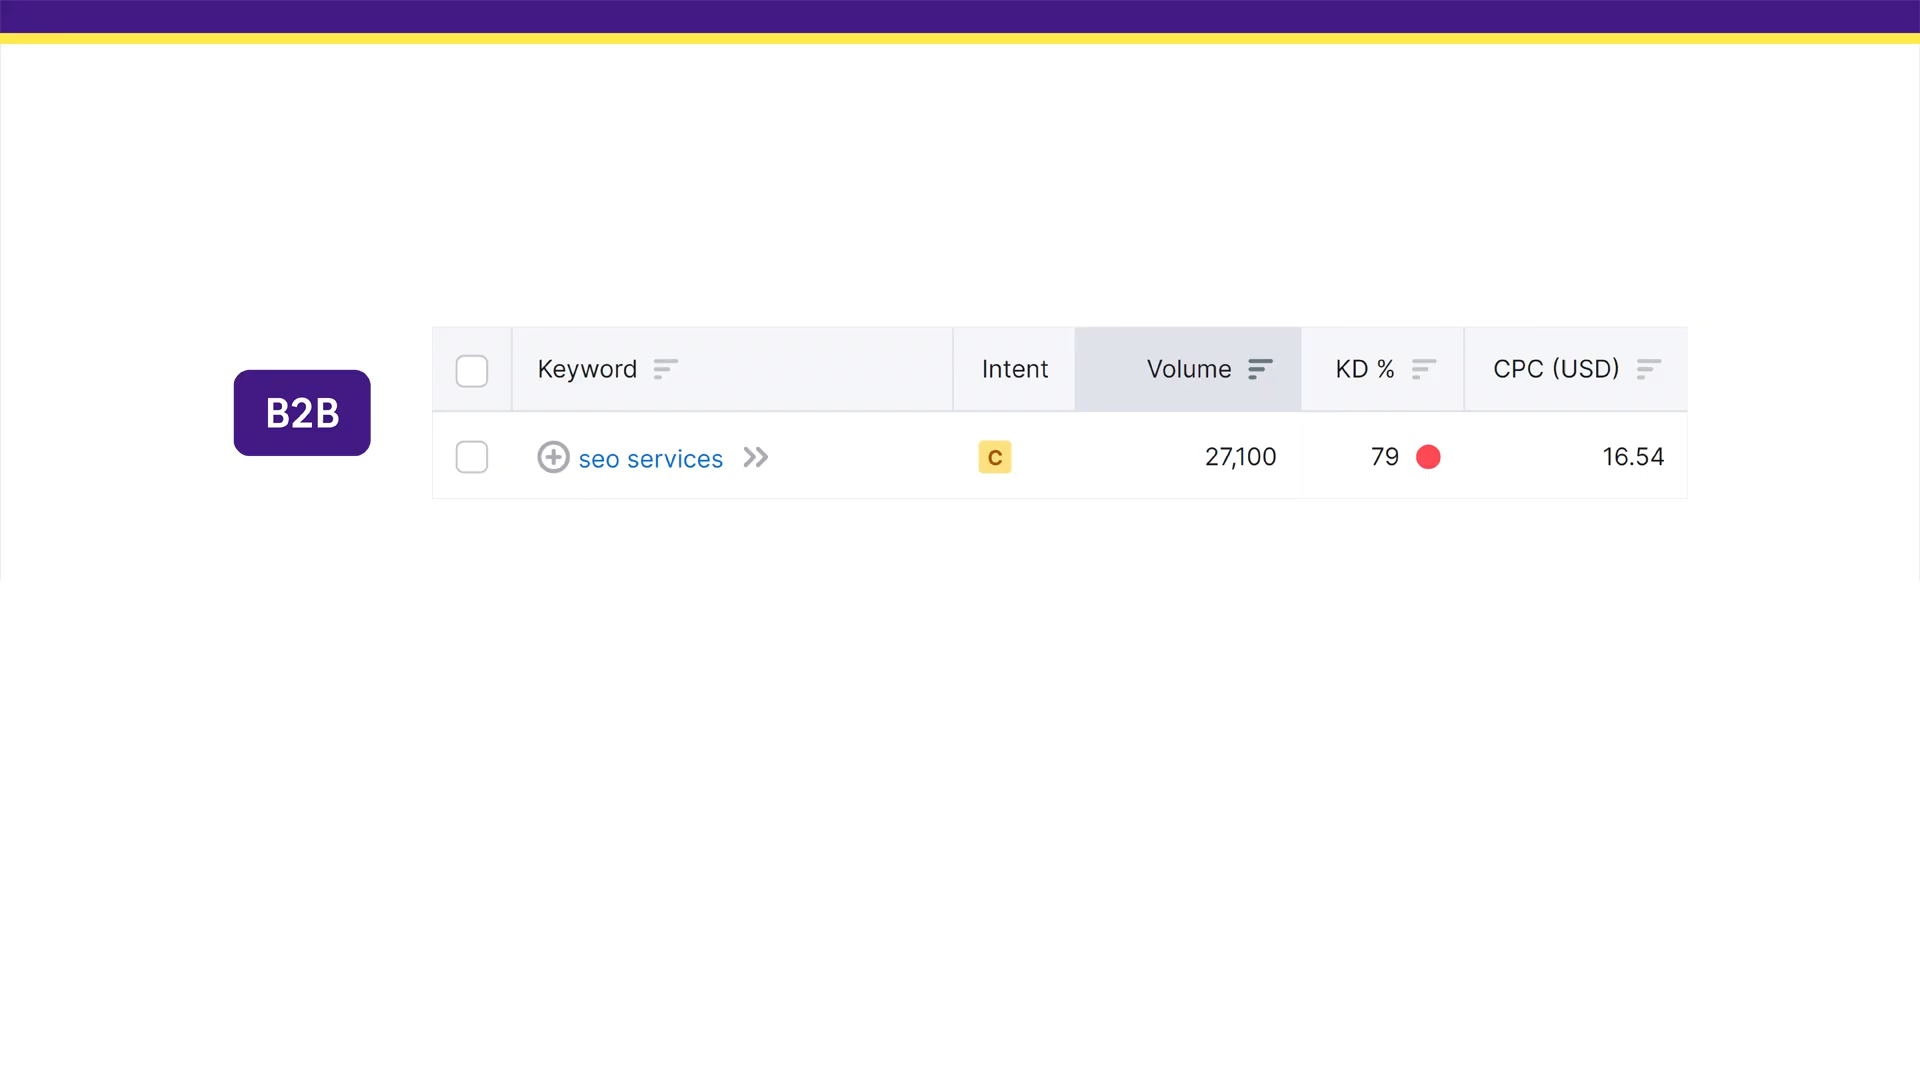 B2B
Keyword Intent Volume KD % CPC (USD)
seo services C 27,100 79 16.54